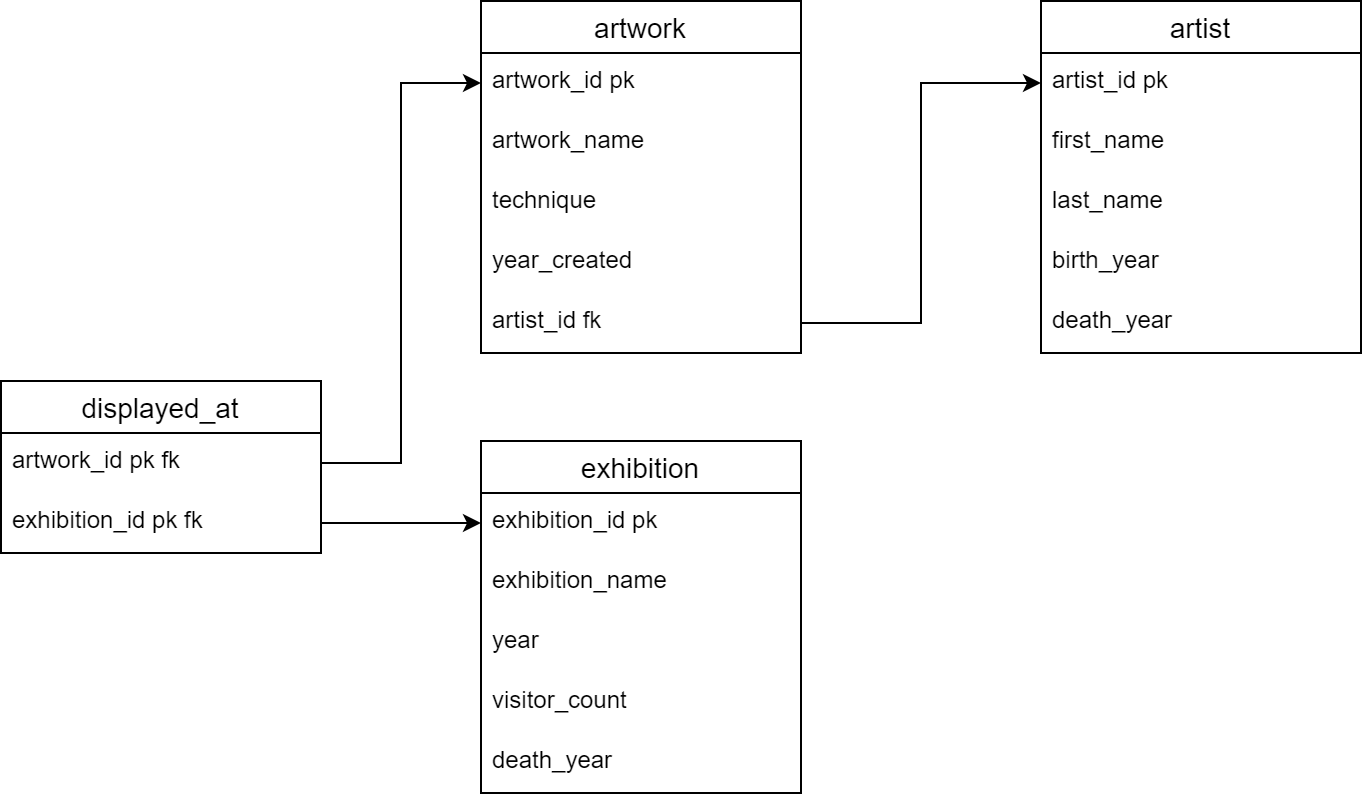 artwork
artwork_id pk
artwork_name
technique
year_created
artist_id fk
artist
artist_id pk
first_name
last_name
birth_year
death_year
displayed_at
artwork_id pk fk
exhibition_id pk fk
exhibition
exhibition_id pk
exhibition_name
year
visitor_count
death_year